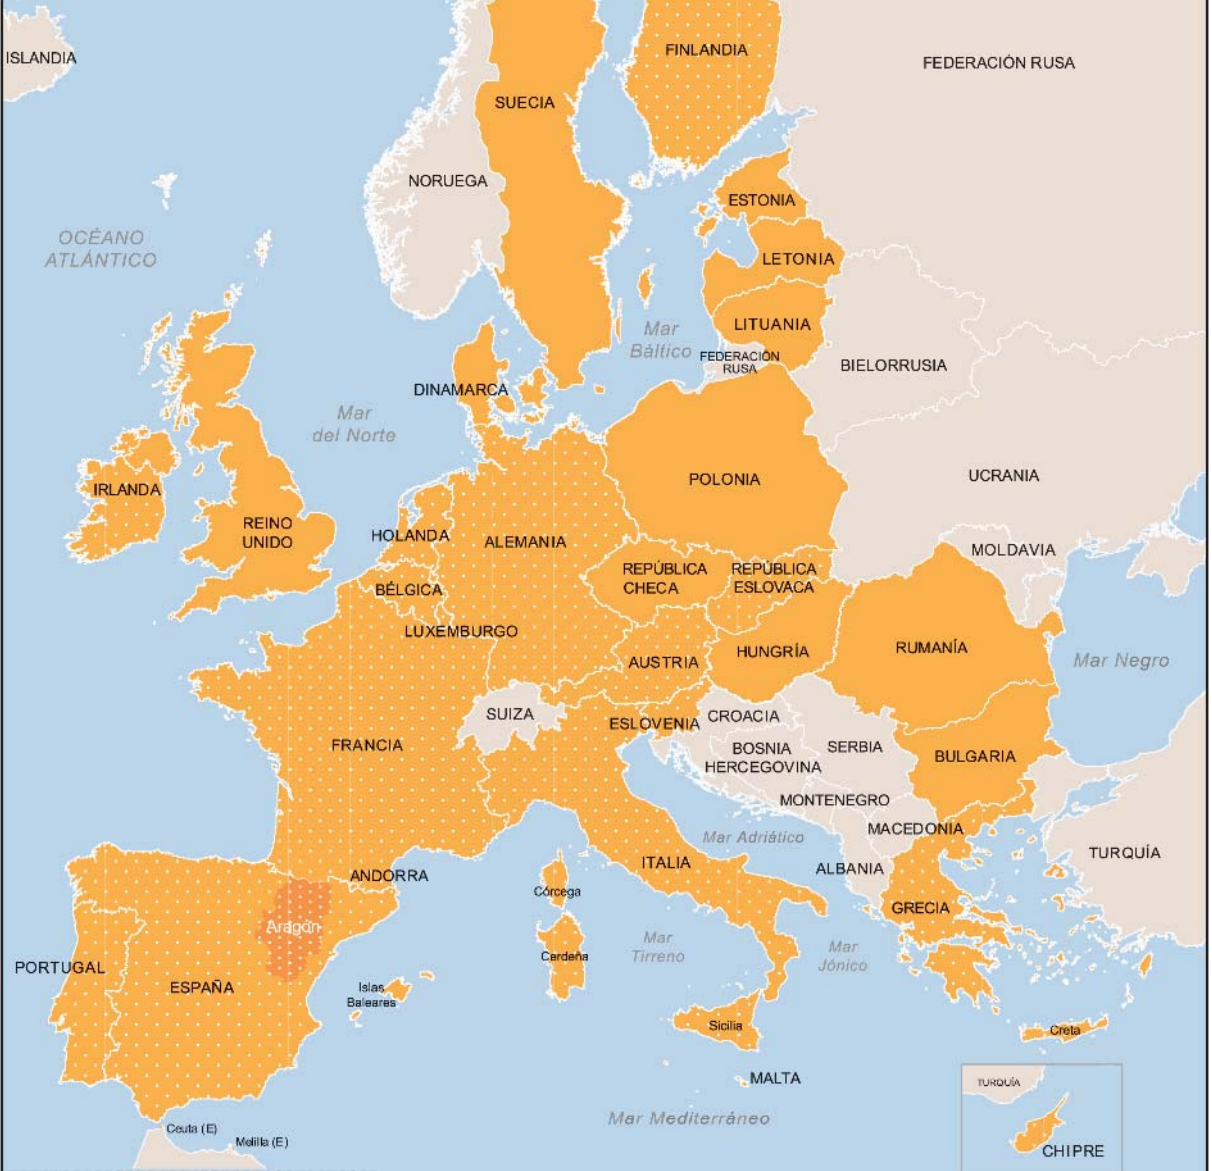 FINLANDIA
ISLANDIA
FEDERACIÓN RUSA
SUECIA
NORUEGA
ESTONIA
OCÉANO
ATLÁNTICO
LETONIA
LITUANIA
Mar
Báltico
FEDERACIÓN
RUSA
BIELORRUSIA
DINAMARCA
Mar
del Norte
POLONIA
UCRANIA
IRLANDA
REINO
UNIDO
HOLANDA
ALEMANIA
MOLDAVIA
REPÚBLICA
CHECA
REPÚBLICA
ESLOVACA
BÉLGICA
LUXEMBURGO
AUSTRIA
HUNGRÍA
RUMANÍA
Mar Negro
SUIZA
ESLOVENIA
CROACIA
FRANCIA
BOSNIA
HERCEGOVINA
SERBIA
BULGARIA
MONTENEGRO
MACEDONIA
Mar Adriático
TURQUÍA
ITALIA
ALBANIA
ANDORRA
Córcega
GRECIA
Aragón
Mar
Tirreno
Mar
Jónico
Cerdeña
PORTUGAL
ESPAÑA
Islas
Baleares
Sicilia
Creta
MALTA
TURQUÍA
Mar Mediterráneo
Ceuta (E)
Melilla (E)
CHIPRE